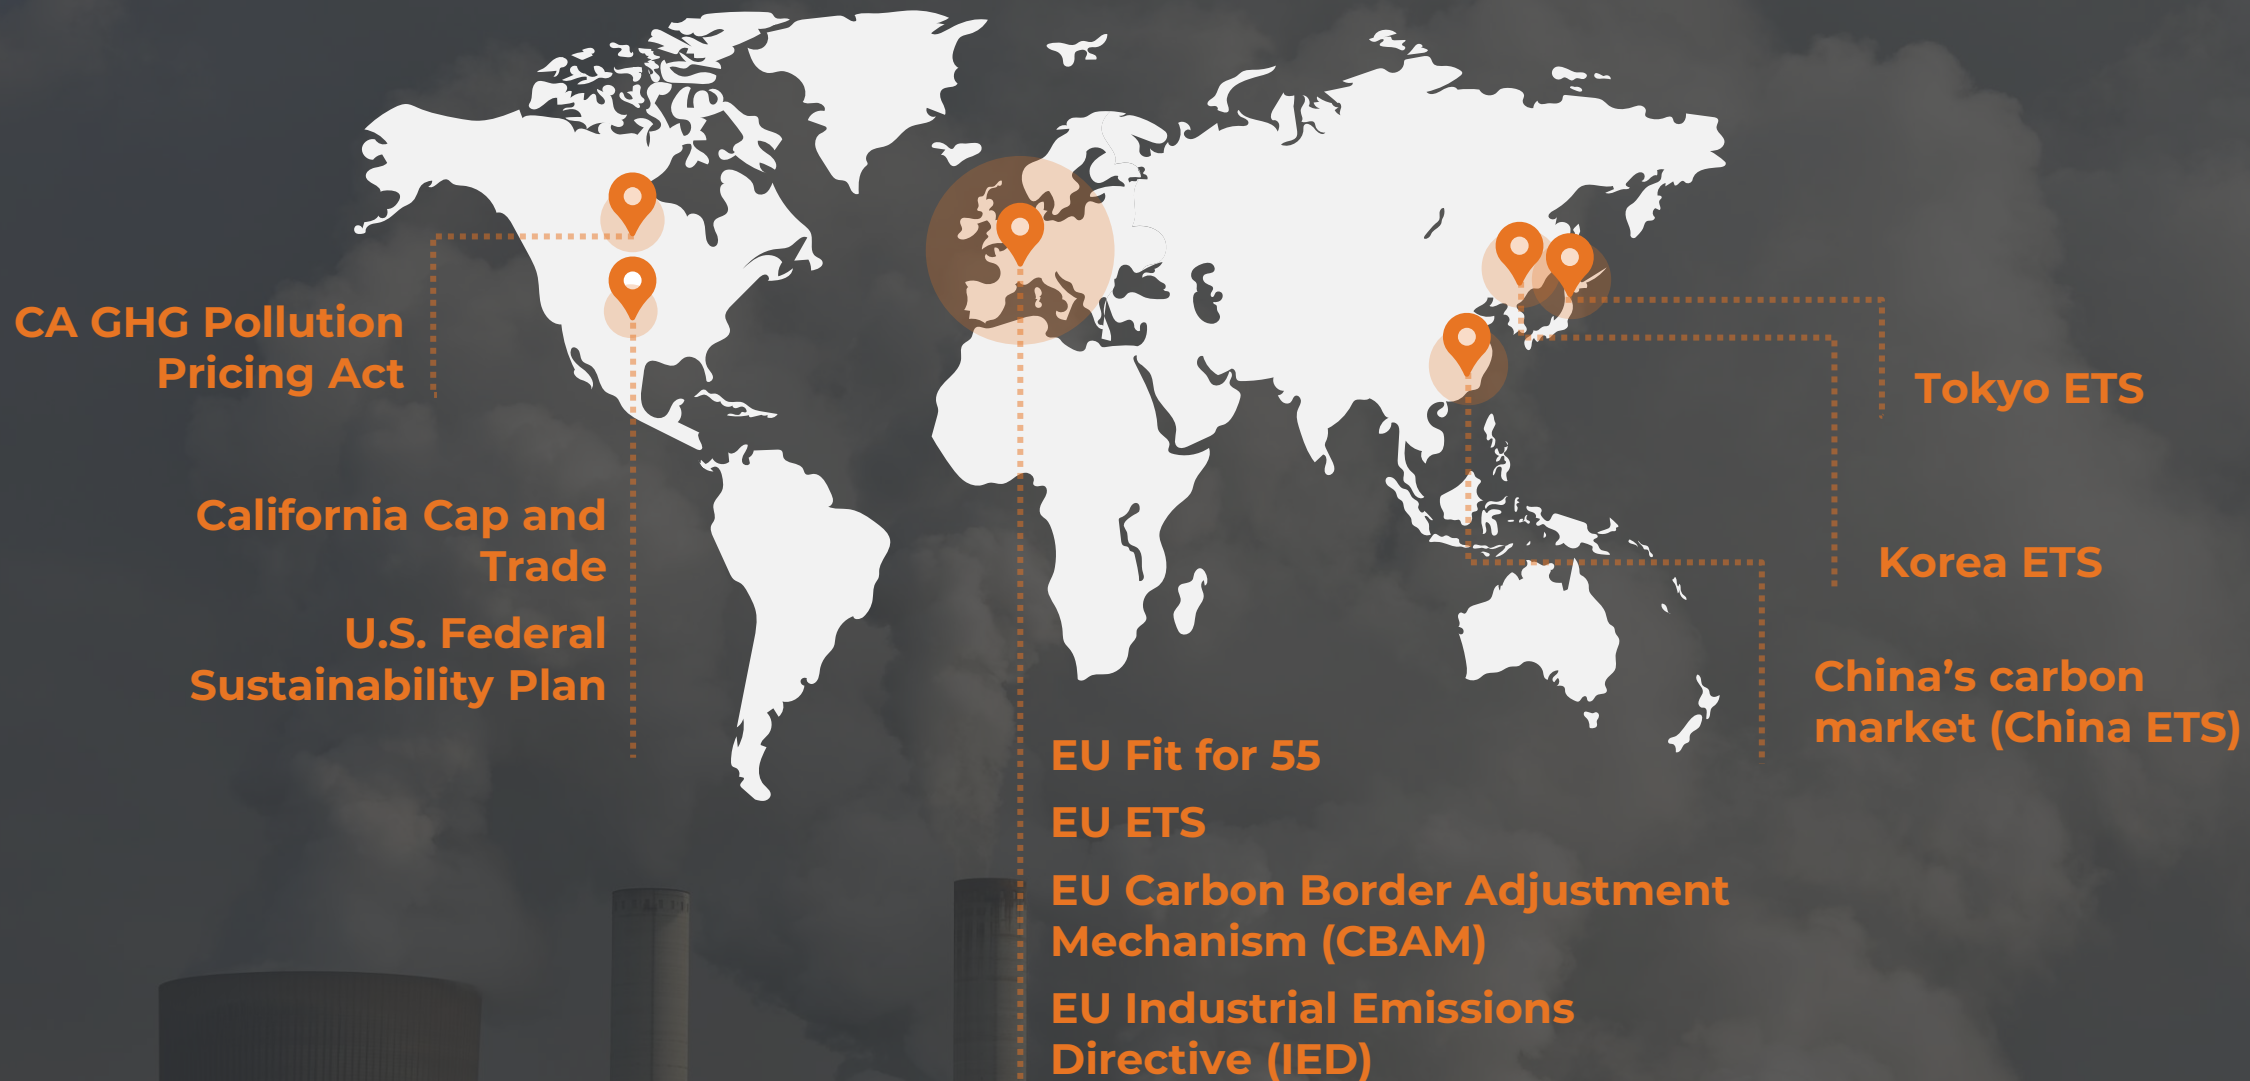 CA GHG Pollution
Pricing Act
California Cap and
Trade
U.S. Federal
Sustainability Plan
EU Fit for 55
EU ETS
EU Carbon Border Adjustment
Mechanism (CBAM)
EU Industrial Emissions
Directive (IED)
Tokyo ETS
Korea ETS
China’s carbon
market (China ETS)